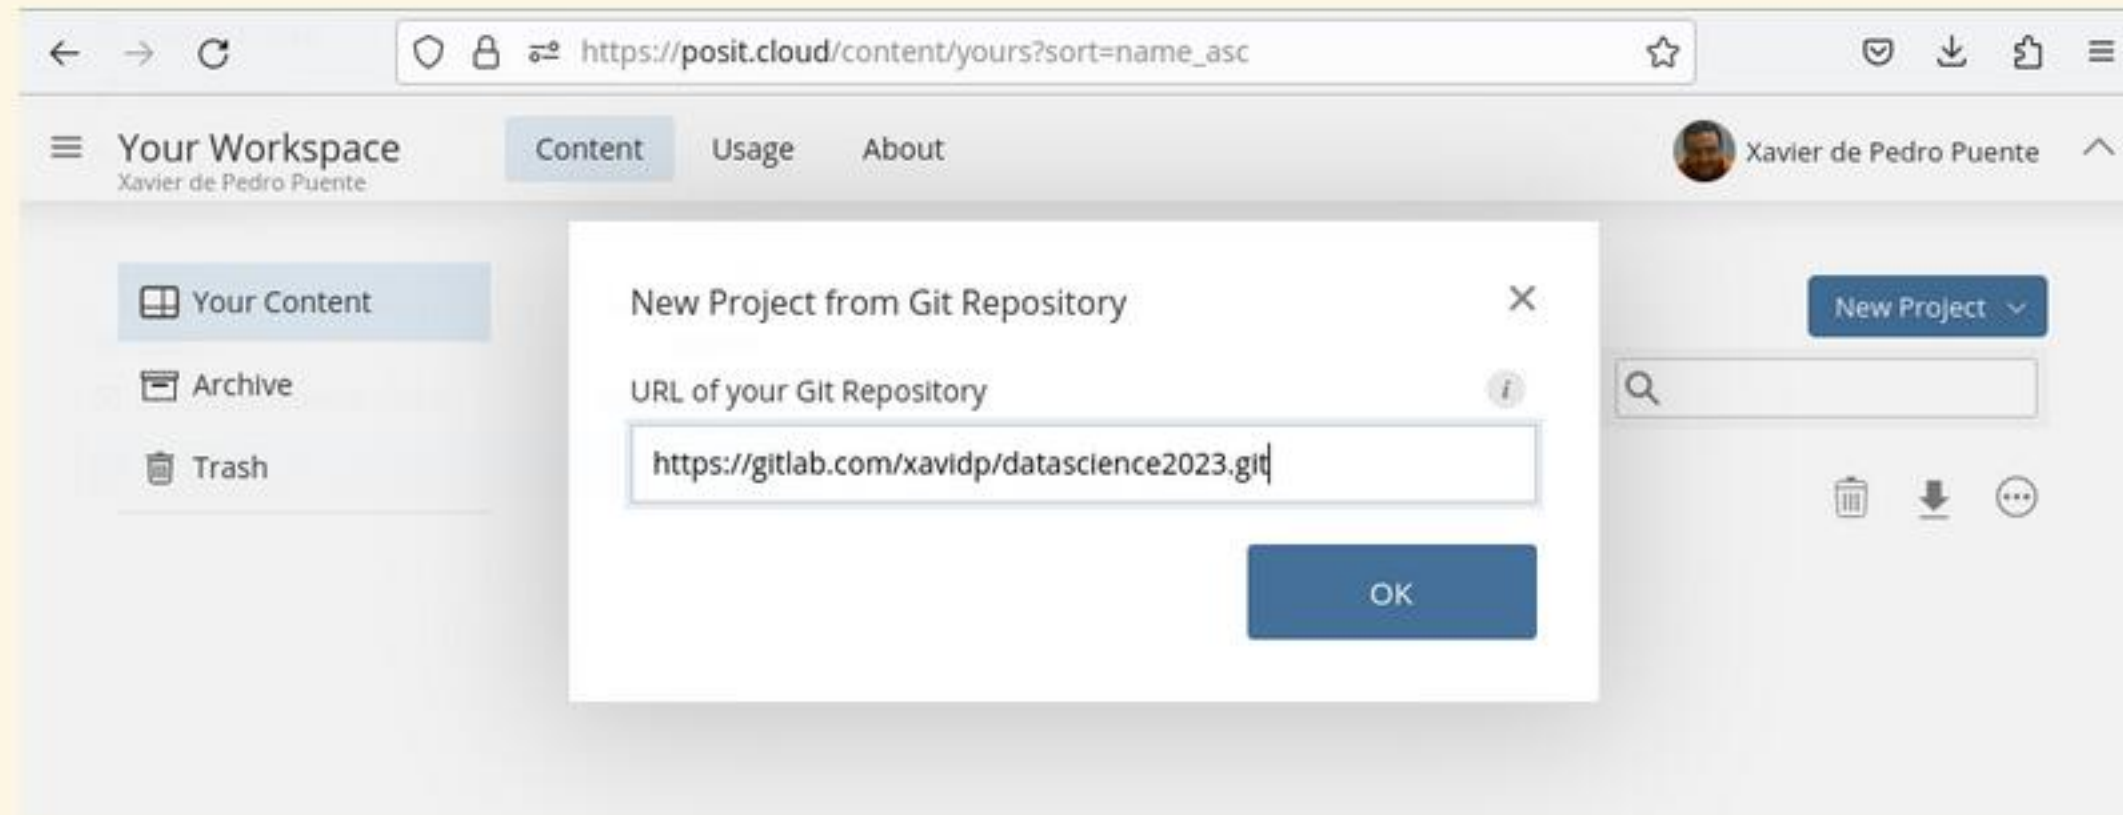 https://posit.cloud/content/yours?sort=name_asc
Your Workspace
Xavier de Pedro Puente
Content
Usage
About
Xavier de Pedro Puente
Your Content
Archive
Trash
New Project from Git Repository
URL of your Git Repository
i
https://gitlab.com/xavidp/datascience2023.git
OK
New Project